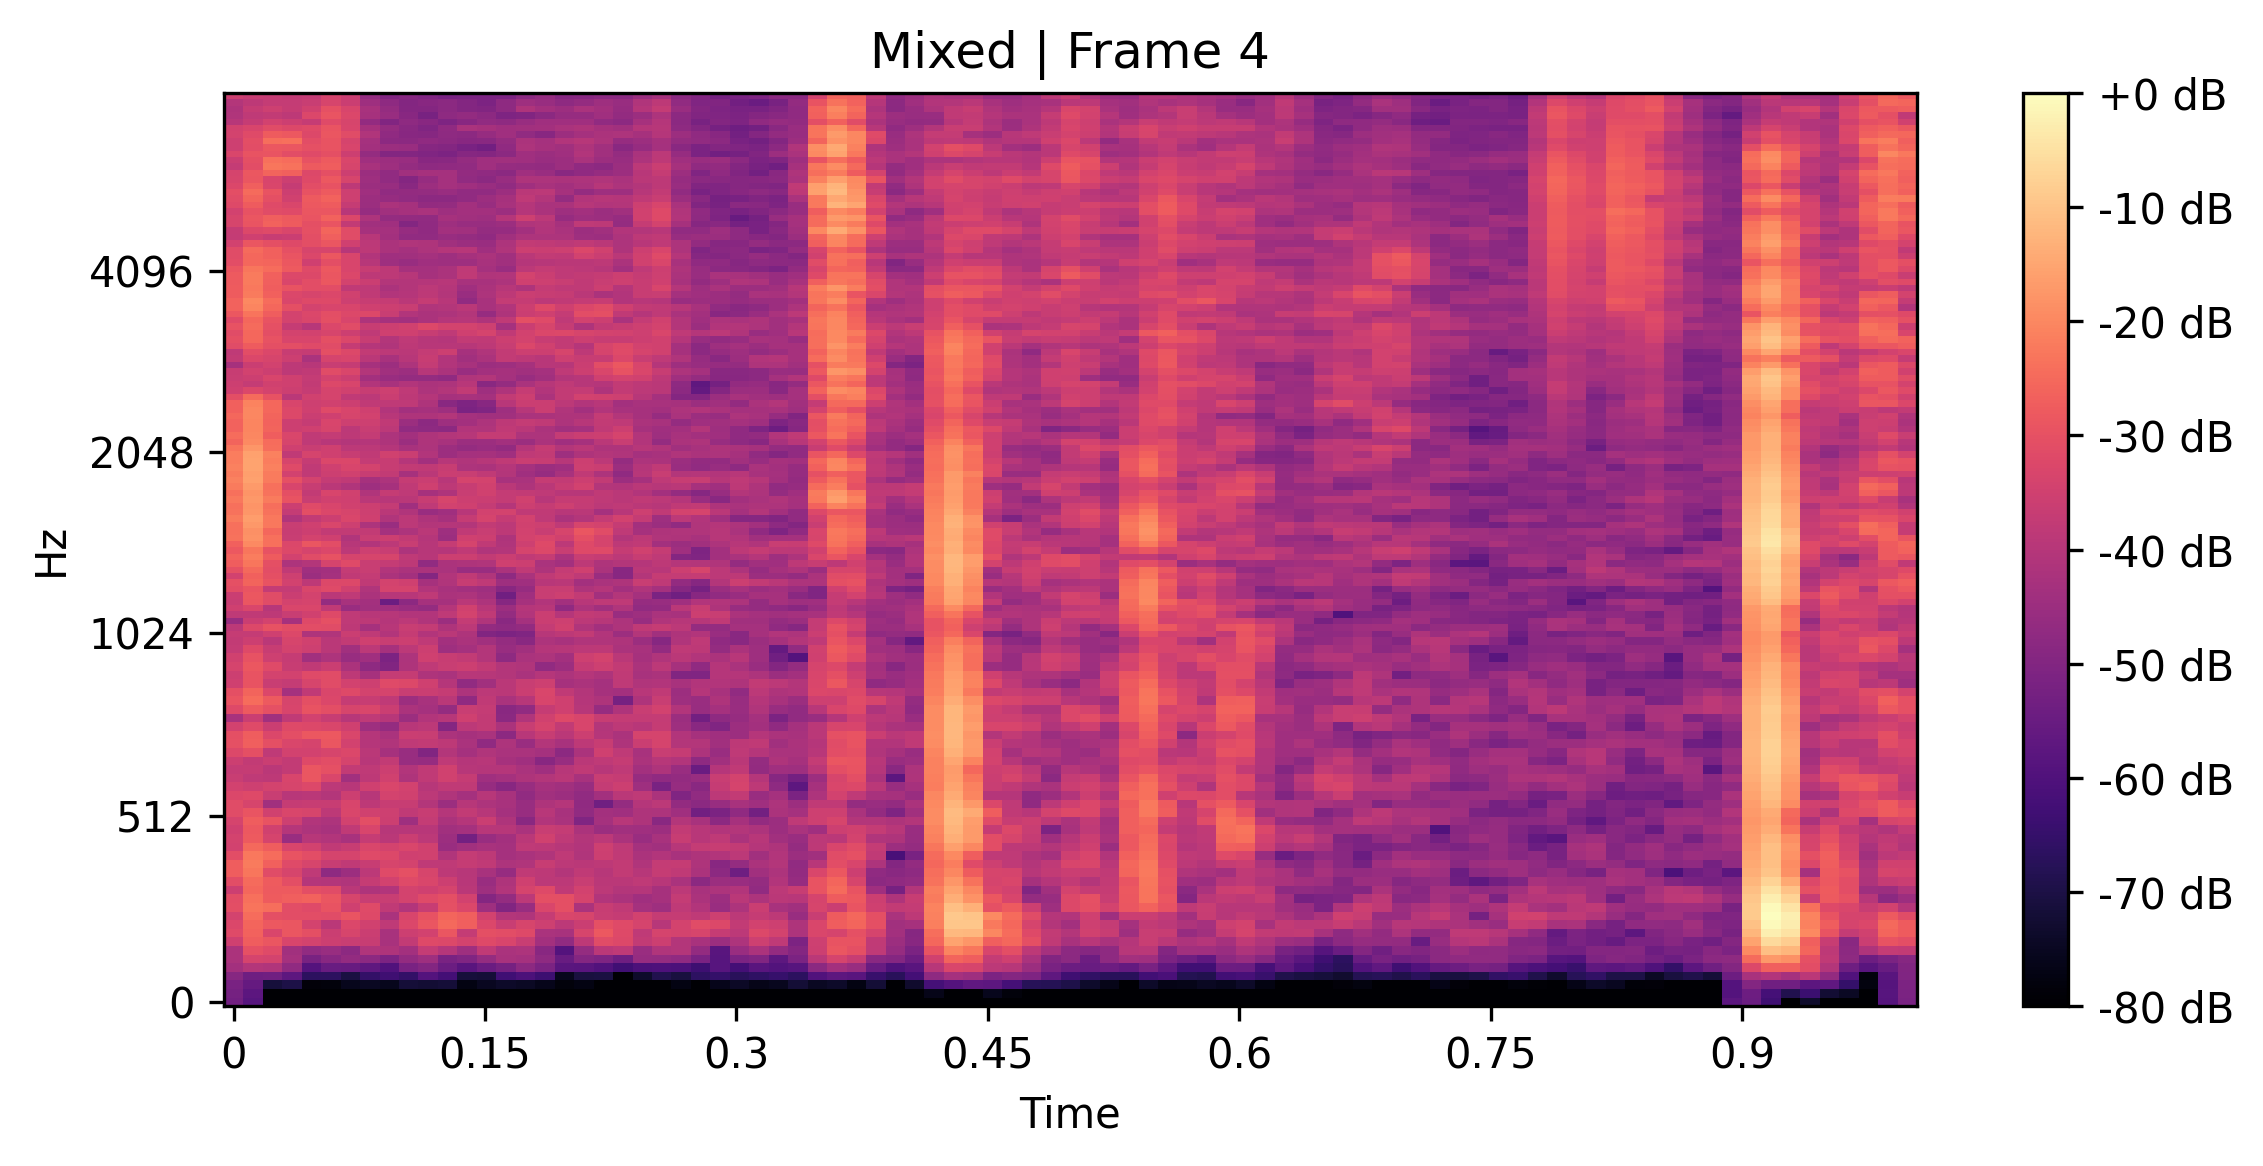 Mixed | Frame 4
Hz
4096
2048
1024
512
0
0 0.15 0.3 0.45 0.6 0.75 0.9
Time
+0 dB
-10 dB
-20 dB
-30 dB
-40 dB
-50 dB
-60 dB
-70 dB
-80 dB